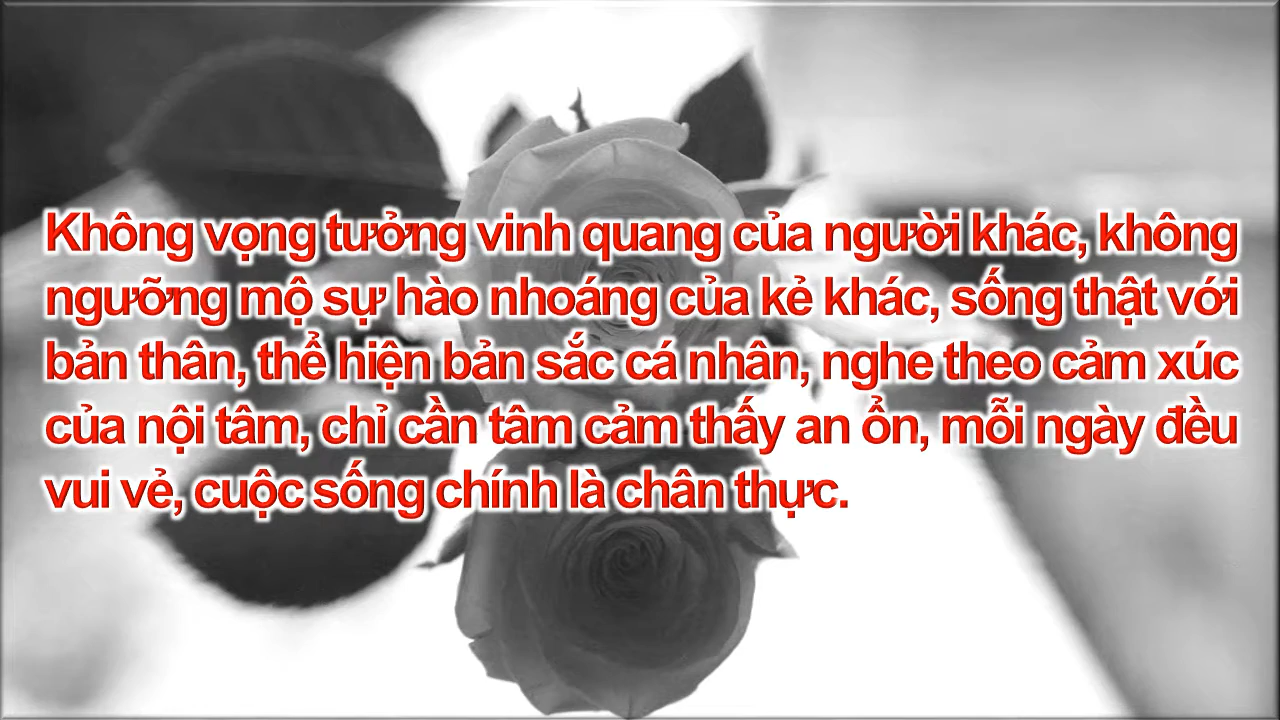 Không vọng tưởng vinh quang của người khác, không
ngưỡng mộ sự hào nhoáng của kẻ khác, sống thật với
bản thân, thể hiện bản sắc cá nhân, nghe theo cảm xúc
của nội tâm, chỉ cần tâm cảm thấy an ổn, mỗi ngày đều
vui vẻ, cuộc sống chính là chân thực.